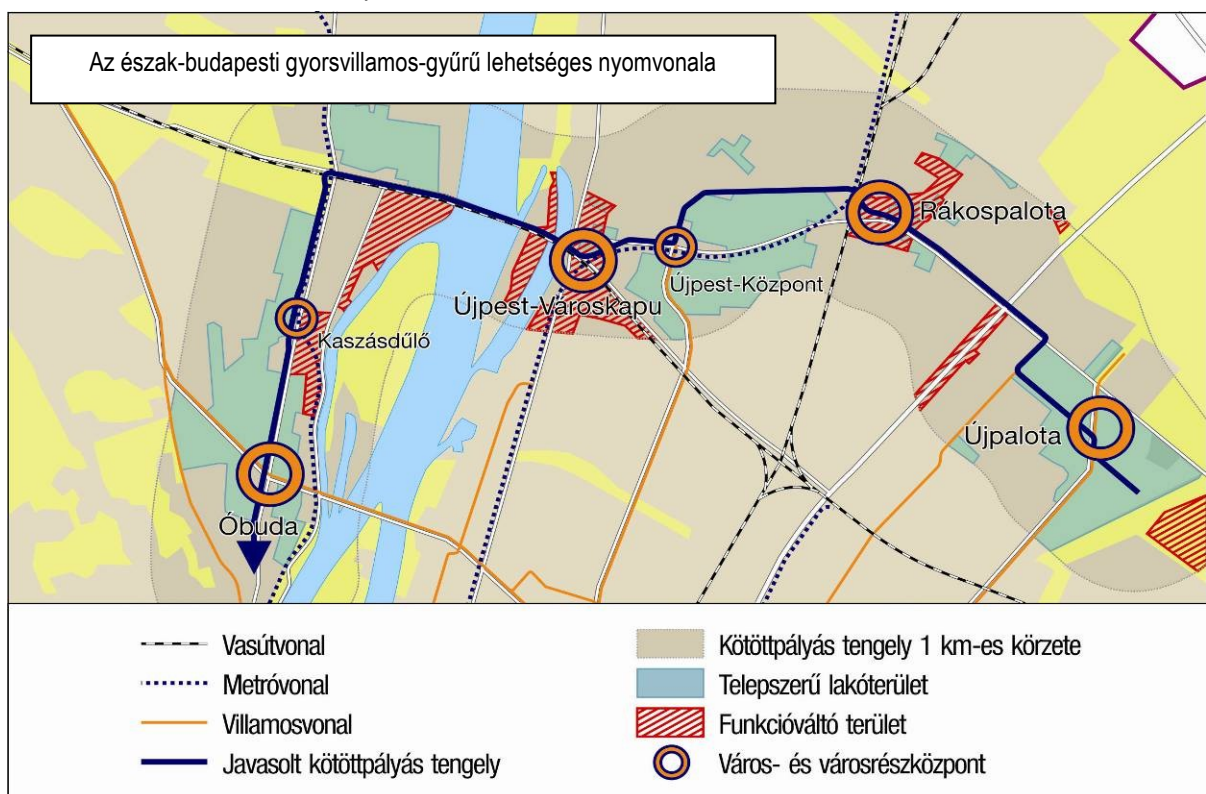 Az észak-budapesti gyorsvillamos-gyűrű lehetséges nyomvonala
Rákospalota
Újpest-Központ
Újpest-Városkapu
Kaszásdűlő
Újpalota
Óbuda
Vasútvonal
Metróvonal
Villamosvonal
Javasolt kötöttpályás tengely
Kötöttpályás tengely 1 km-es körzete
Telepszerű lakóterület
Funkcióváltó terület
Város- és városrészközpont